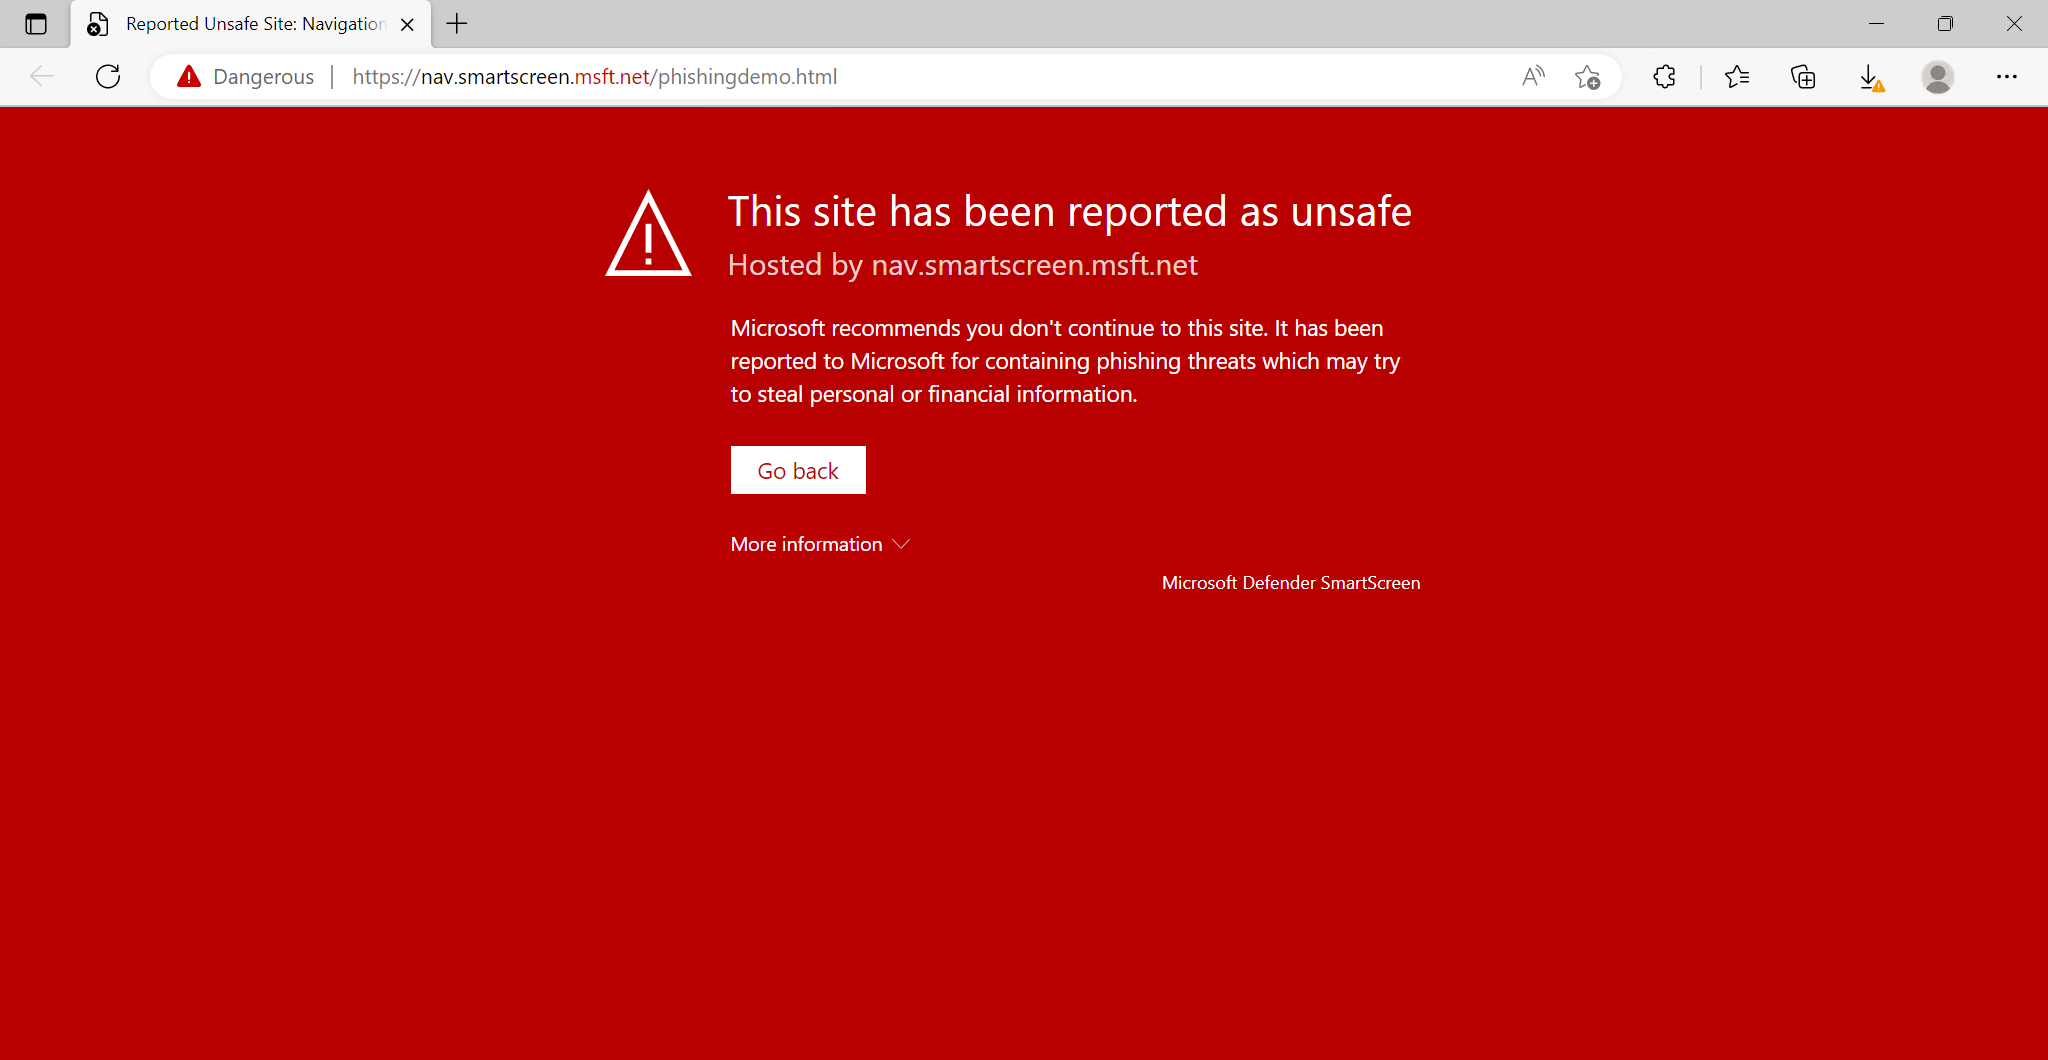 Reported Unsafe Site: Navigation
Dangerous
https://nav.smartscreen.msft.net/phishingdemo.html
This site has been reported as unsafe
Hosted by nav.smartscreen.msft.net
Microsoft recommends you don't continue to this site. It has been
reported to Microsoft for containing phishing threats which may try
to steal personal or financial information.
Go back
More information
Microsoft Defender SmartScreen